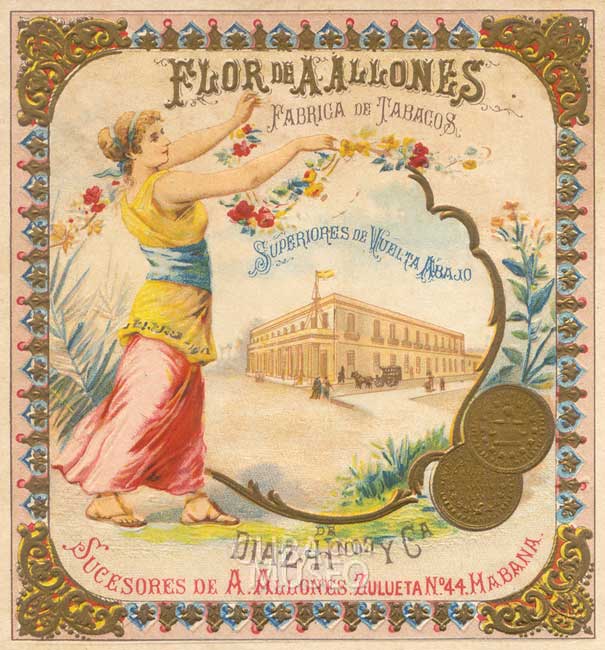 FLOR DE A. ALLONES
FABRICA DE TABACOS
SUPERIORES DE VUELTA ABAJO
DE
DIAZ Hnos Y Ca
SUCESORES DE A. ALLONES. ZULUETA No. 44. HABANA.